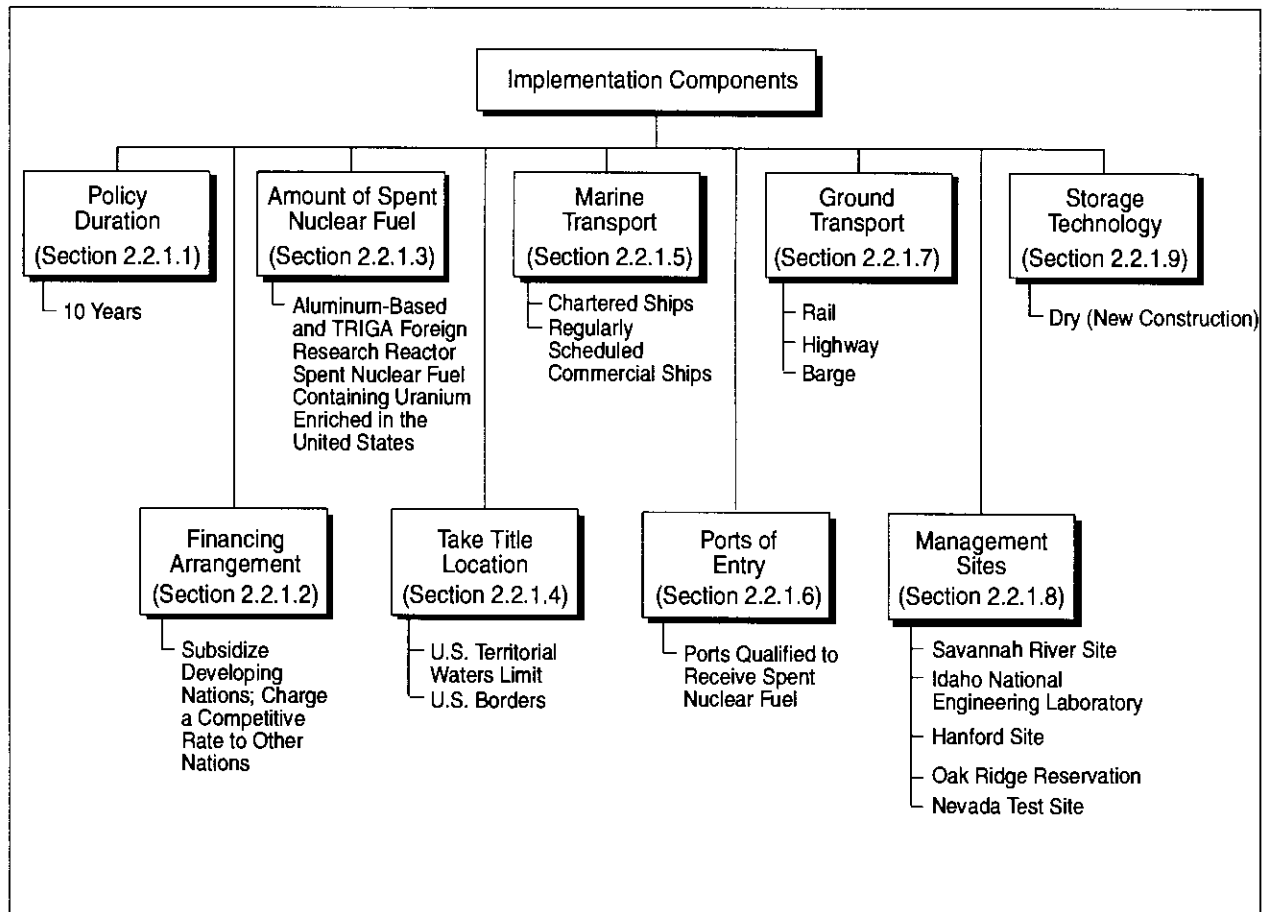 Implementation Components
Policy
Duration
(Section 2.2.1.1)
10 Years
Amount of Spent
Nuclear Fuel
(Section 2.2.1.3)
Aluminum-Based
and TRIGA Foreign
Research Reactor
Spent Nuclear Fuel
Containing Uranium
Enriched in the
United States
Marine
Transport
(Section 2.2.1.5)
Chartered Ships
Regularly
Scheduled
Commercial Ships
Ground
Transport
(Section 2.2.1.7)
Rail
Highway
Barge
Storage
Technology
(Section 2.2.1.9)
Dry (New Construction)
Financing
Arrangement
(Section 2.2.1.2)
Subsidize
Developing
Nations; Charge
a Competitive
Rate to Other
Nations
Take Title
Location
(Section 2.2.1.4)
U.S. Territorial
Waters Limit
U.S. Borders
Ports of
Entry
(Section 2.2.1.6)
Ports Qualified to
Receive Spent
Nuclear Fuel
Management
Sites
(Section 2.2.1.8)
Savannah River Site
Idaho National
Engineering Laboratory
Hanford Site
Oak Ridge Reservation
Nevada Test Site